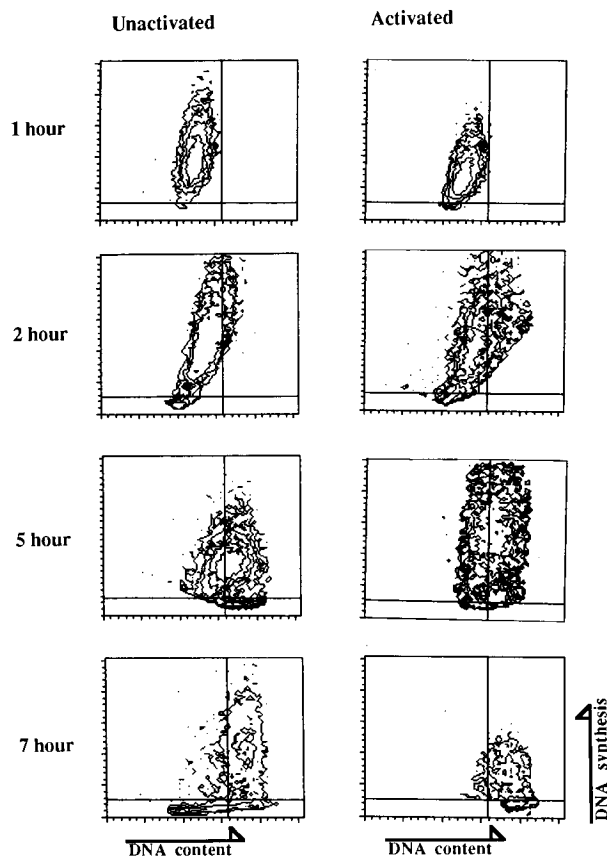 Unactivated Activated
1 hour
2 hour
5 hour
7 hour
DNA synthesis
DNA content DNA content